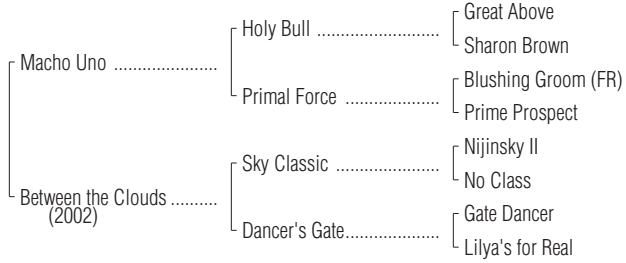 Great Above
Holy Bull ....................
Sharon Brown
Macho Uno .................
Blushing Groom (FR)
Primal Force ................
Prime Prospect
Nijinsky II
Sky Classic .................
No Class
Between the Clouds ........
(2002)
Gate Dancer
Dancer's Gate................
Lilya's for Real